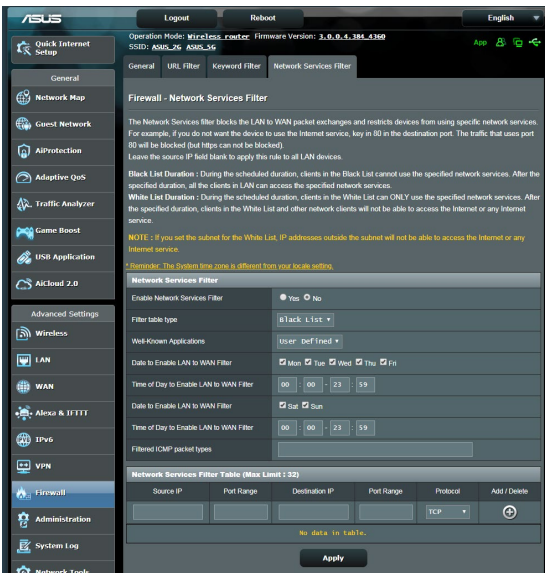 ASUS
Logout
Reboot
English
Operation Mode: Wireless router Firmware Version: 3.0.0.4.384_4360
SSID: ASUS_2G ASUS_5G
App
Quick Internet
Setup
General
Network Map
Guest Network
AiProtection
Adaptive QoS
Traffic Analyzer
Game Boost
USB Application
AiCloud 2.0
Advanced Settings
Wireless
LAN
WAN
Alexa & IFTTT
IPv6
VPN
Firewall
Administration
System Log
Network Tools
General
URL Filter
Keyword Filter
Network Services Filter
Firewall - Network Services Filter
The Network Services filter blocks the LAN to WAN packet exchanges and restricts devices from using specific network services.
For example, if you do not want the device to use the Internet service, key in 80 in the destination port. The traffic that uses port
80 will be blocked (but https can not be blocked).
Leave the source IP field blank to apply this rule to all LAN devices.
Black List Duration : During the scheduled duration, clients in the Black List cannot use the specified network services. After the
specified duration, all the clients in LAN can access the specified network services.
White List Duration : During the scheduled duration, clients in the White List can ONLY use the specified network services. After
the specified duration, clients in the White List and other network clients will not be able to access the Internet or any Internet
service.
NOTE : If you set the subnet for the White List, IP addresses outside the subnet will not be able to access the Internet or any
Internet service.
* Reminder: The System time zone is different from your locale setting.
Network Services Filter
Enable Network Services Filter
Yes No
Filter table type
Black List
Well-Known Applications
User Defined
Date to Enable LAN to WAN Filter
Mon Tue Wed Thu Fri
Time of Day to Enable LAN to WAN Filter
00 : 00 - 23 : 59
Date to Enable LAN to WAN Filter
Sat Sun
Time of Day to Enable LAN to WAN Filter
00 : 00 - 23 : 59
Filtered ICMP packet types
Network Services Filter Table (Max Limit : 32)
Source IP
Port Range
Destination IP
Port Range
Protocol
Add / Delete
TCP
No data in table.
Apply